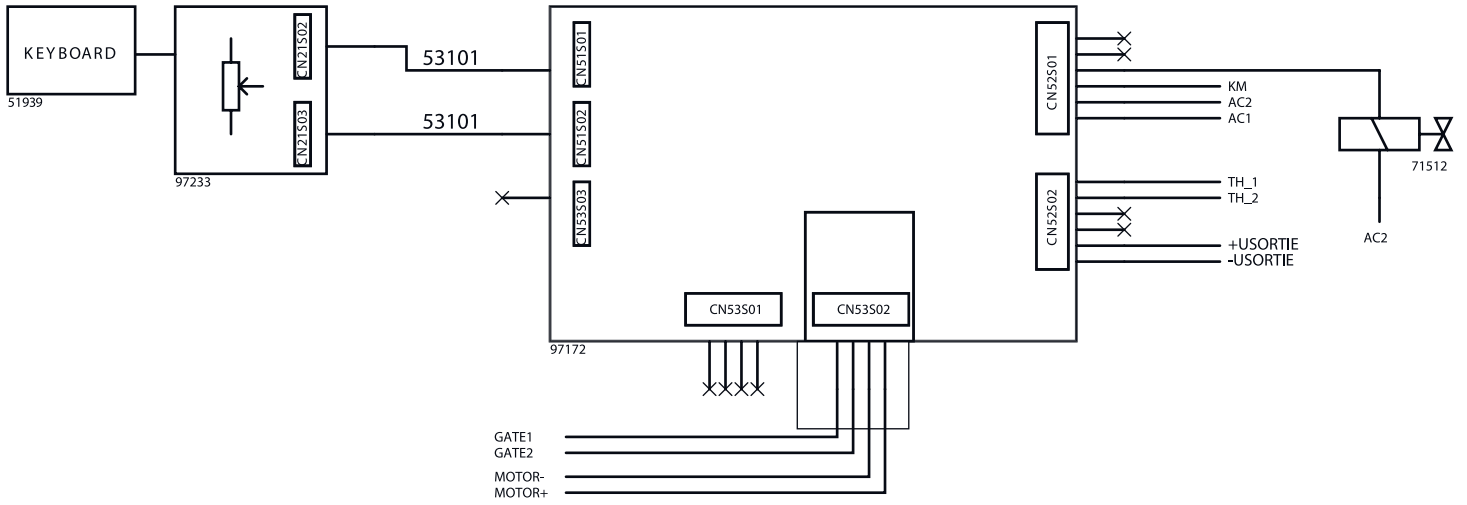 KEYBOARD
51939
CN21S02
CN21S03
97233
53101
53101
CN51S01
CN51S02
CN53S03
CN52S01
KM
AC2
AC1
CN52S02
TH_1
TH_2
+USORTIE
-USORTIE
71512
AC2
CN53S01
CN53S02
97172
GATE1
GATE2
MOTOR-
MOTOR+